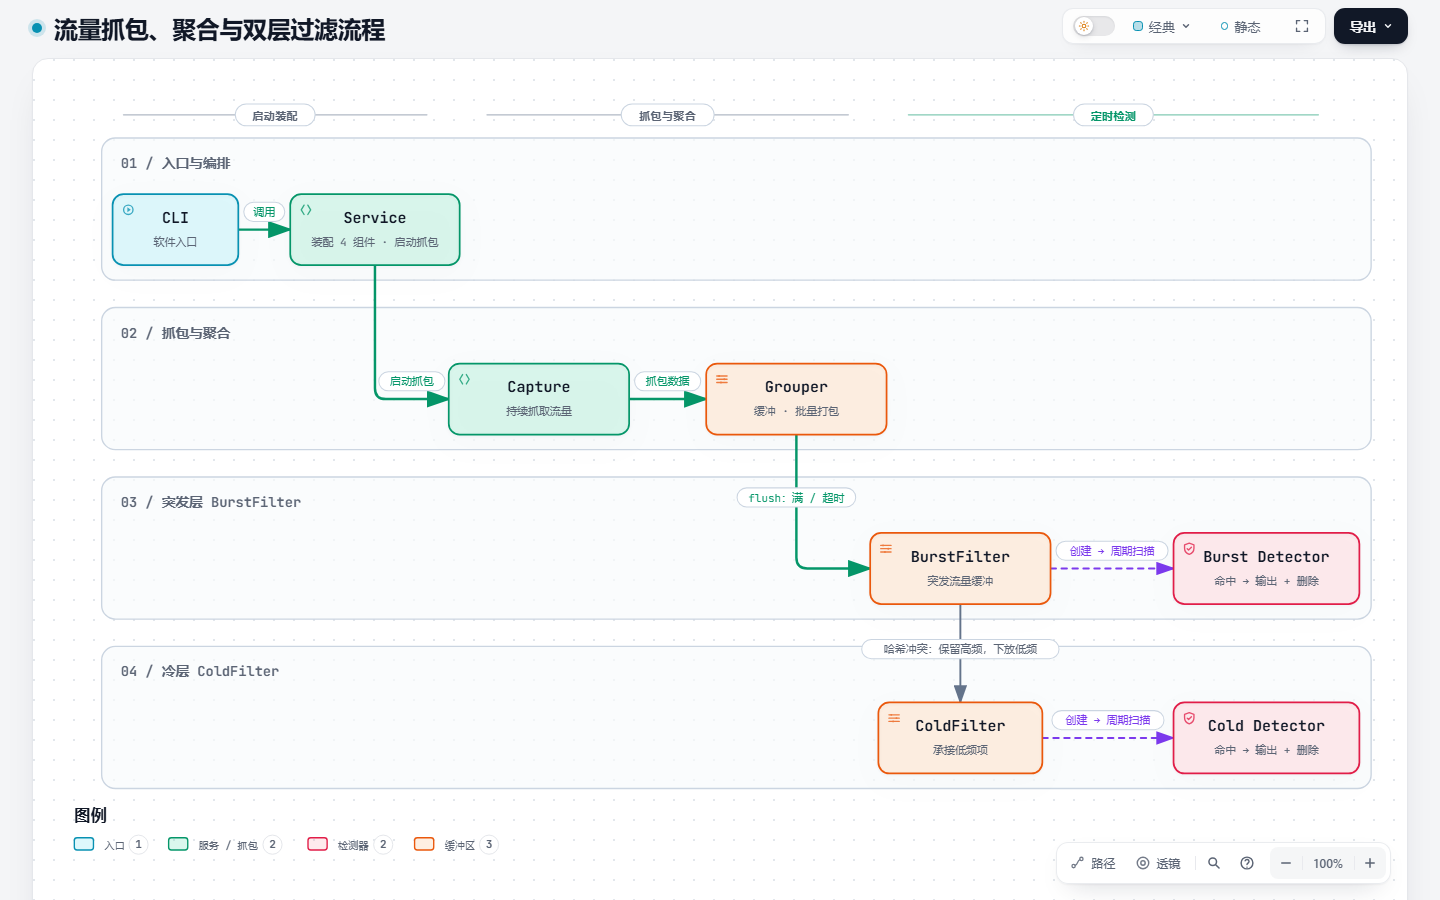 流量抓包、聚合与双层过滤流程
经典
静态
导出
启动装配
抓包与聚合
定时检测
01 / 入口与编排
CLI
软件入口
调用
Service
装配 4 组件 · 启动抓包
02 / 抓包与聚合
启动抓包
Capture
持续抓取流量
抓包数据
Grouper
缓冲 · 批量打包
03 / 突发层 BurstFilter
flush: 满 / 超时
BurstFilter
突发流量缓冲
创建 → 周期扫描
Burst Detector
命中 → 输出 + 删除
哈希冲突: 保留高频, 下放低频
04 / 冷层 ColdFilter
ColdFilter
承接低频项
创建 → 周期扫描
Cold Detector
命中 → 输出 + 删除
图例
入口 1
服务 / 抓包 2
检测器 2
缓冲区 3
路径
透镜
100%